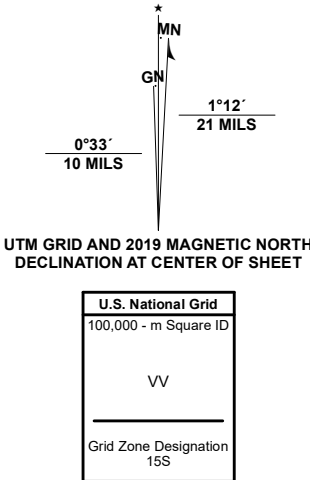 MN
GN
1°12´
21 MILS
0°33´
10 MILS
UTM GRID AND 2019 MAGNETIC NORTH
DECLINATION AT CENTER OF SHEET
U.S. National Grid
100,000 - m Square ID
VV
Grid Zone Designation
15S